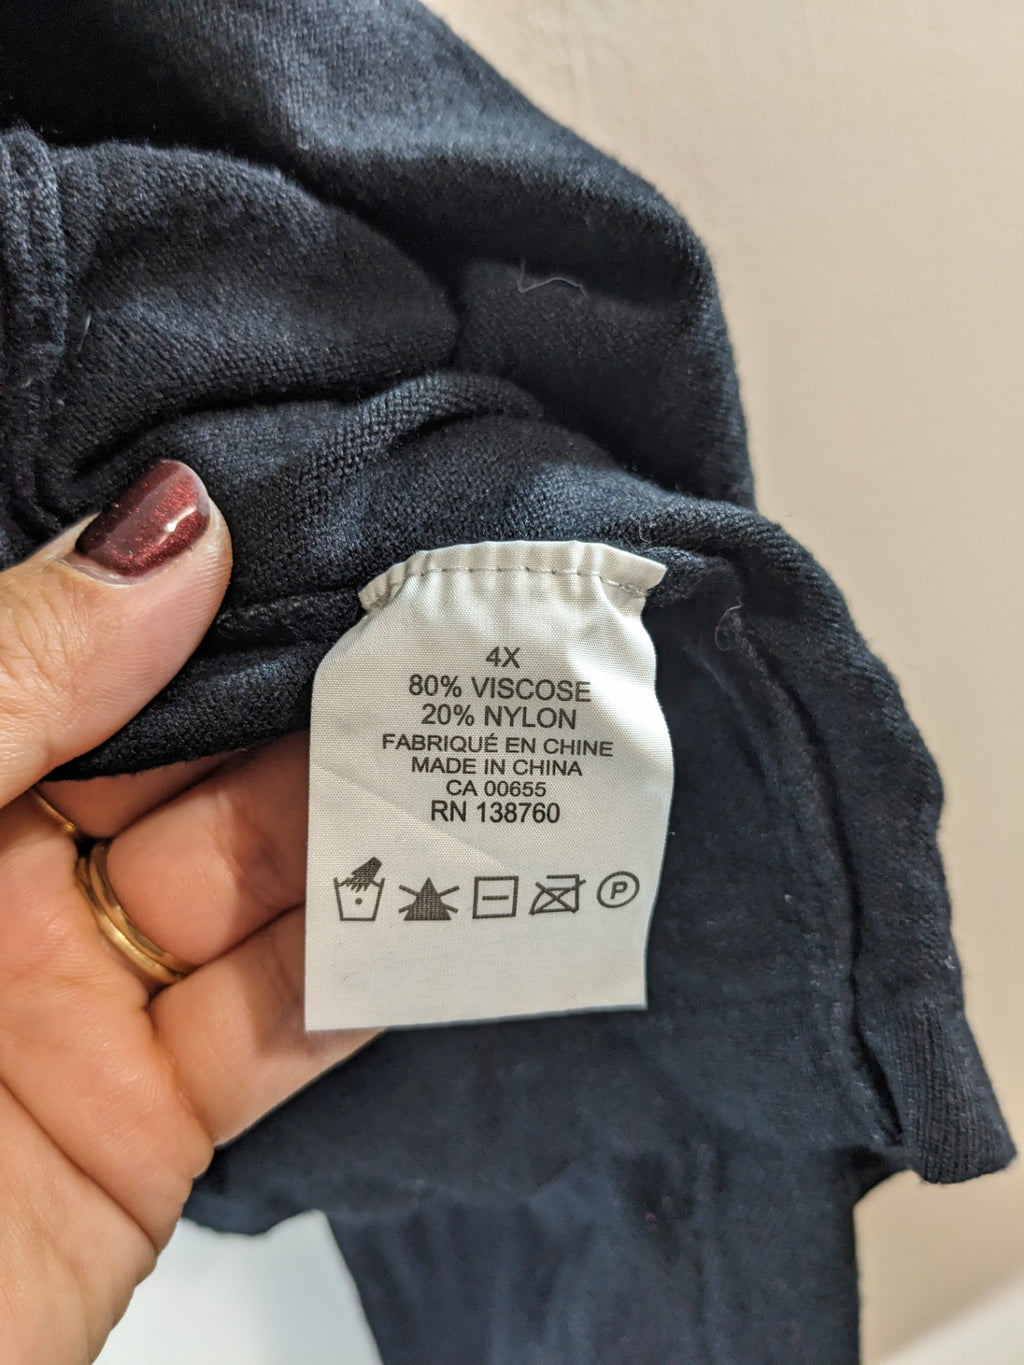 4X
80% VISCOSE
20% NYLON
FABRIQUÉ EN CHINE
MADE IN CHINA
CA 00655
RN 138760
P